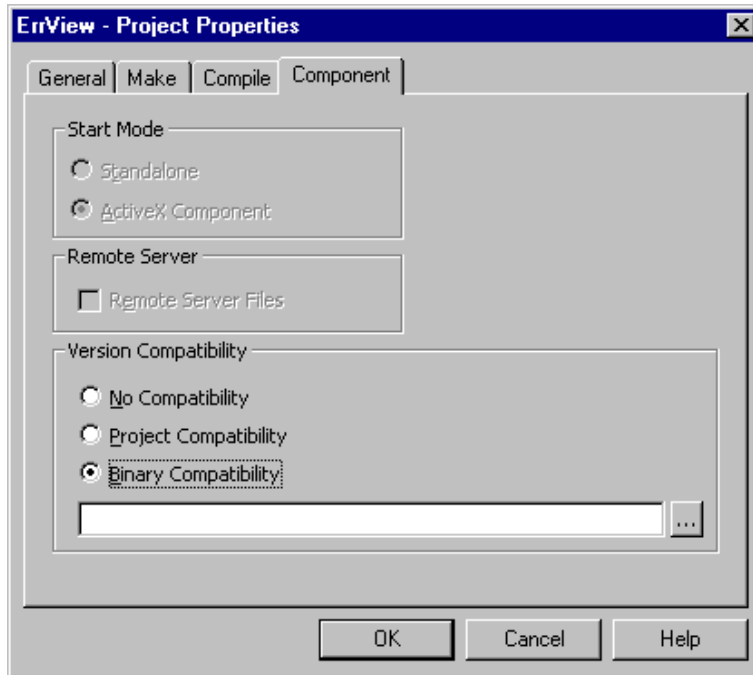 ErrView - Project Properties
General Make Compile Component
Start Mode
Standalone
ActiveX Component
Remote Server
Remote Server Files
Version Compatibility
No Compatibility
Project Compatibility
Binary Compatibility
...
OK Cancel Help